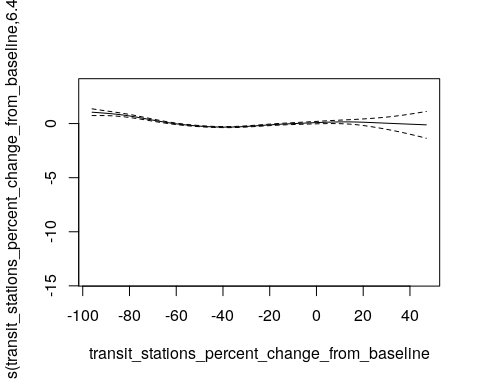 s(transit_stations_percent_change_from_baseline,6.4
0
-5
-10
-15
-100 -80 -60 -40 -20 0 20 40
transit_stations_percent_change_from_baseline